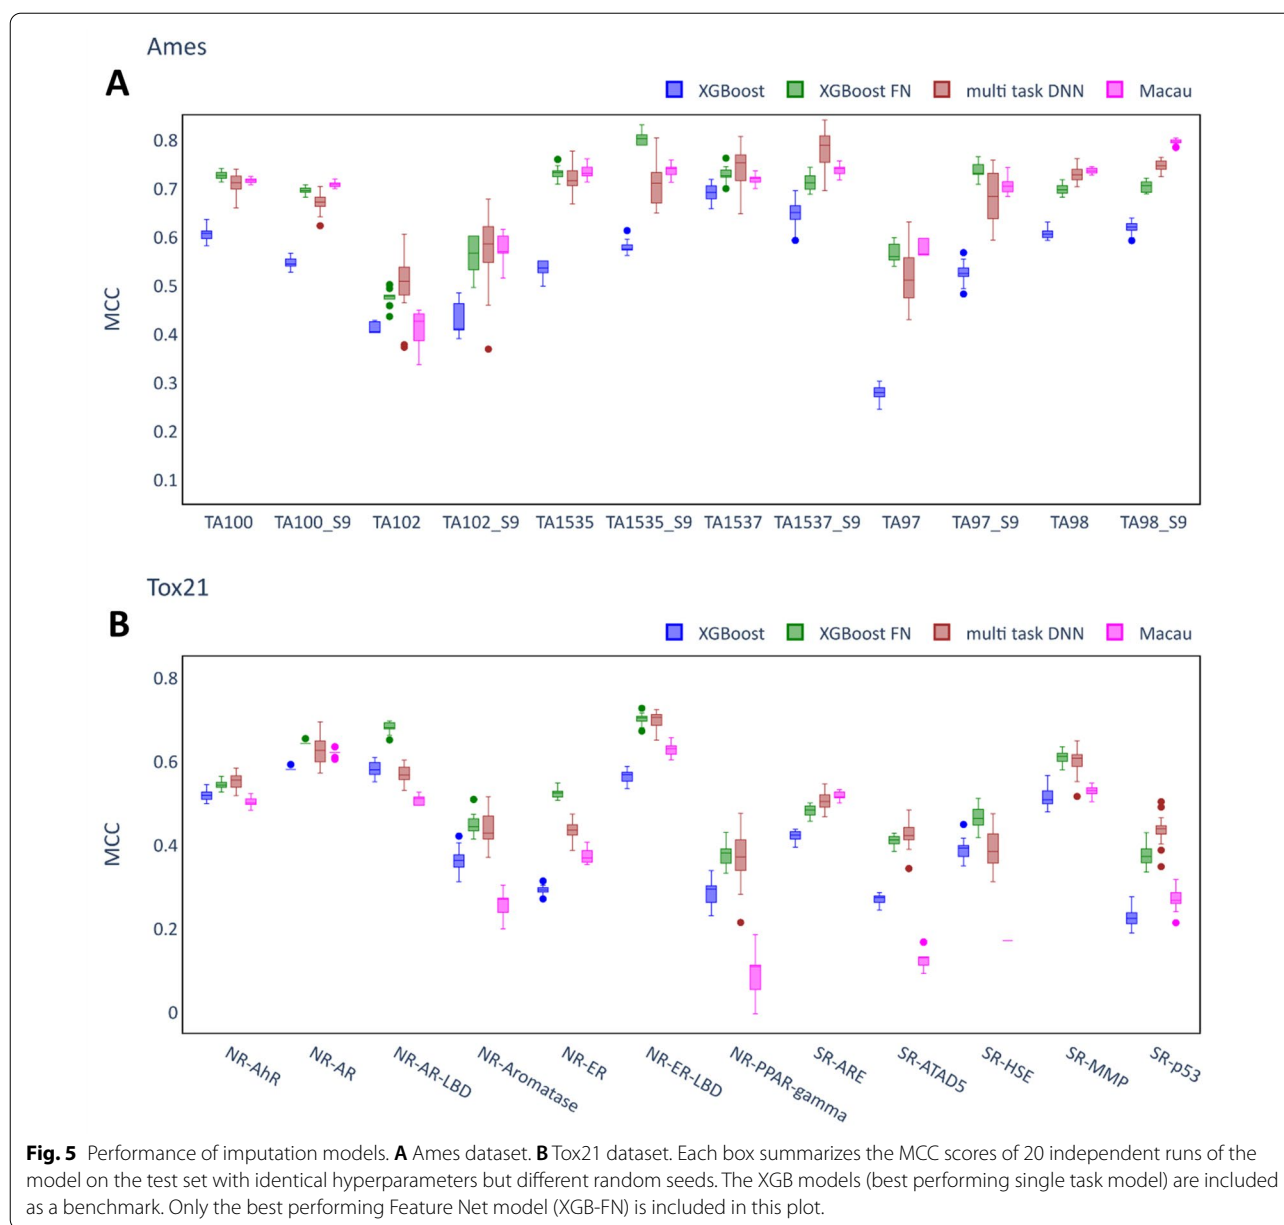 Ames
A
XGBoost XGBoost FN multi task DNN Macau
0.8
0.7
0.6
0.5
0.4
0.3
0.2
0.1
MCC
TA100 TA100_S9 TA102 TA102_S9 TA1535 TA1535_S9 TA1537 TA1537_S9 TA97 TA97_S9 TA98 TA98_S9
Tox21
B
XGBoost XGBoost FN multi task DNN Macau
0.8
0.6
0.4
0.2
0
MCC
NR-AhR NR-AR NR-AR-LBD NR-Aromatase NR-ER NR-ER-LBD NR-PPAR-gamma SR-ARE SR-ATAD5 SR-HSE SR-MMP SR-p53
Fig. 5 Performance of imputation models. A Ames dataset. B Tox21 dataset. Each box summarizes the MCC scores of 20 independent runs of the
model on the test set with identical hyperparameters but different random seeds. The XGB models (best performing single task model) are included
as a benchmark. Only the best performing Feature Net model (XGB-FN) is included in this plot.